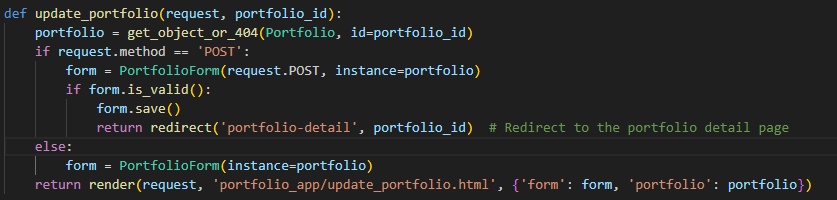 def update_portfolio(request, portfolio_id):
    portfolio = get_object_or_404(Portfolio, id=portfolio_id)
    if request.method == 'POST':
        form = PortfolioForm(request.POST, instance=portfolio)
        if form.is_valid():
            form.save()
            return redirect('portfolio-detail', portfolio_id)  # Redirect to the portfolio detail page
    else:
        form = PortfolioForm(instance=portfolio)
    return render(request, 'portfolio_app/update_portfolio.html', {'form': form, 'portfolio': portfolio})